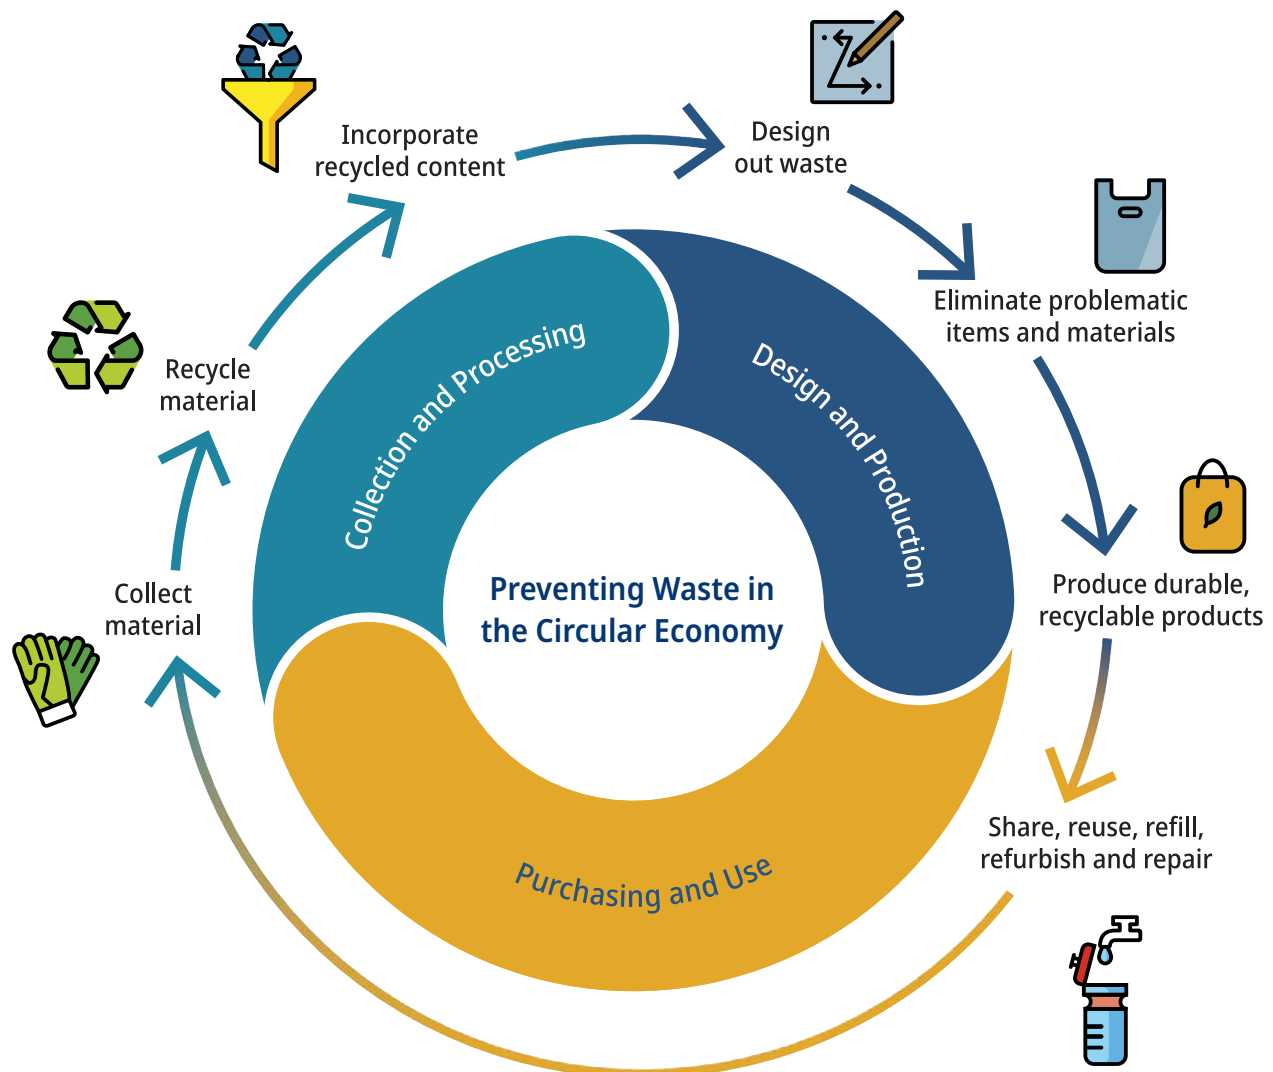 Incorporate
recycled content
Design
out waste
Eliminate problematic
items and materials
Produce durable,
recyclable products
Share, reuse, refill,
refurbish and repair
Collect
material
Recycle
material
Collection and Processing
Design and Production
Purchasing and Use
Preventing Waste in
the Circular Economy